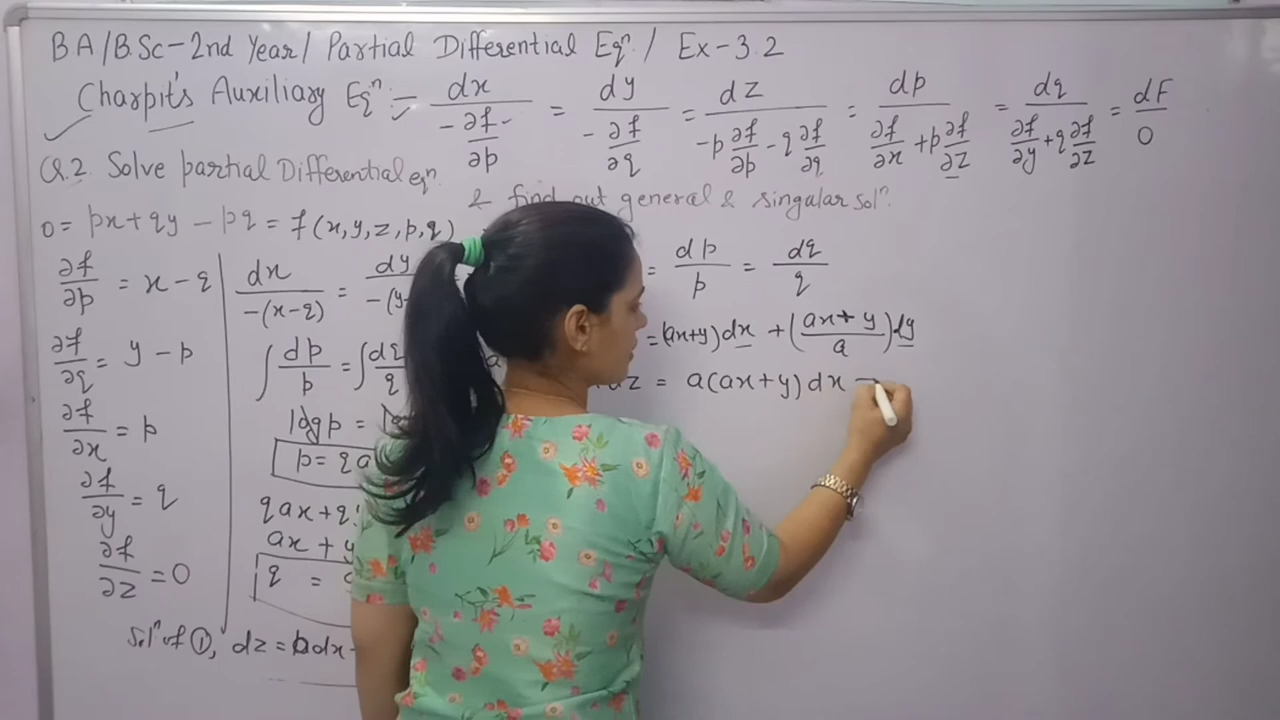 BA/B.Sc-2nd Year/ Partial Differential Eqⁿ. / Ex-3.2
Charpit's Auxiliary Eqⁿ :- dx/(-∂f/∂p) = dy/(-∂f/∂q) = dz/(-p ∂f/∂p - q ∂f/∂q) = dp/(∂f/∂x + p ∂f/∂z) = dq/(∂f/∂y + q ∂f/∂z) = dF/0
Q.2. Solve partial Differential eqⁿ.
& find out general & singular solⁿ.
0 = px + qy - pq = f(x,y,z,p,q)
∂f/∂p = x - q
∂f/∂q = y - p
∂f/∂x = p
∂f/∂y = q
∂f/∂z = 0
dx/-(x-q) = dy/-(y-
∫dp/p = ∫dq/q
log p =
p = qa
qax + q
ax + y
q =
Solⁿ of ①, dz = pdx
= dp/p = dq/q
= (ax+y)dx + ((ax+y)/a)dy
dz = a(ax+y)dx